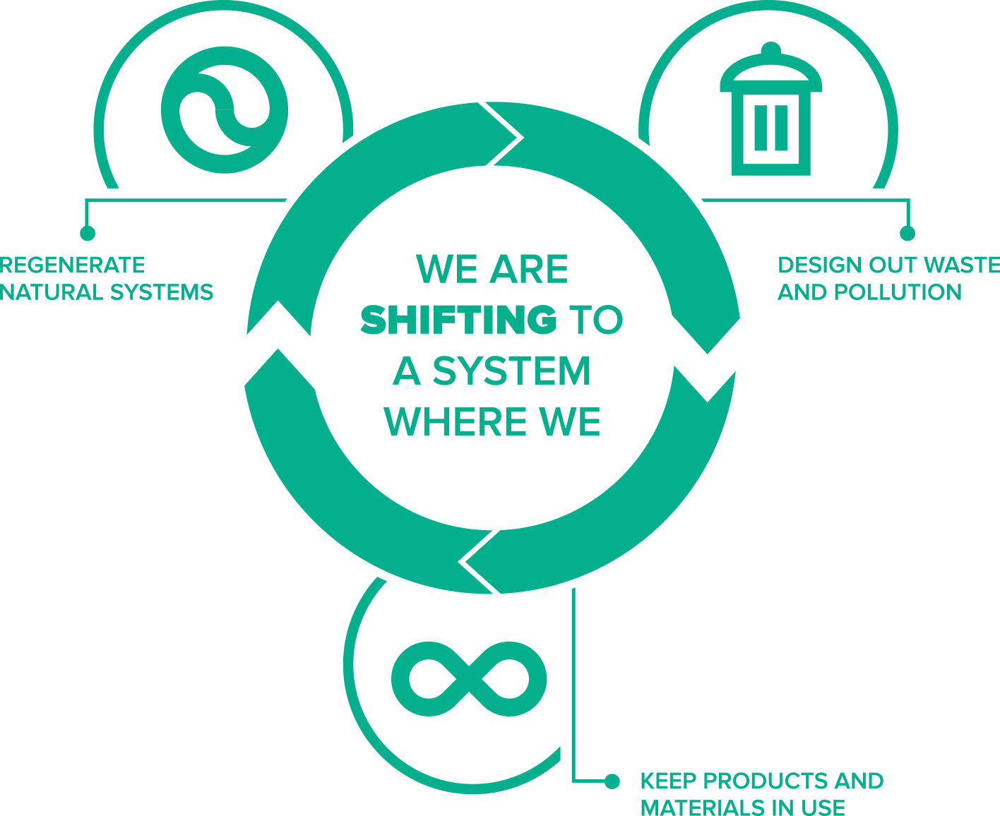 REGENERATE
NATURAL SYSTEMS
DESIGN OUT WASTE
AND POLLUTION
WE ARE
SHIFTING TO
A SYSTEM
WHERE WE
KEEP PRODUCTS AND
MATERIALS IN USE